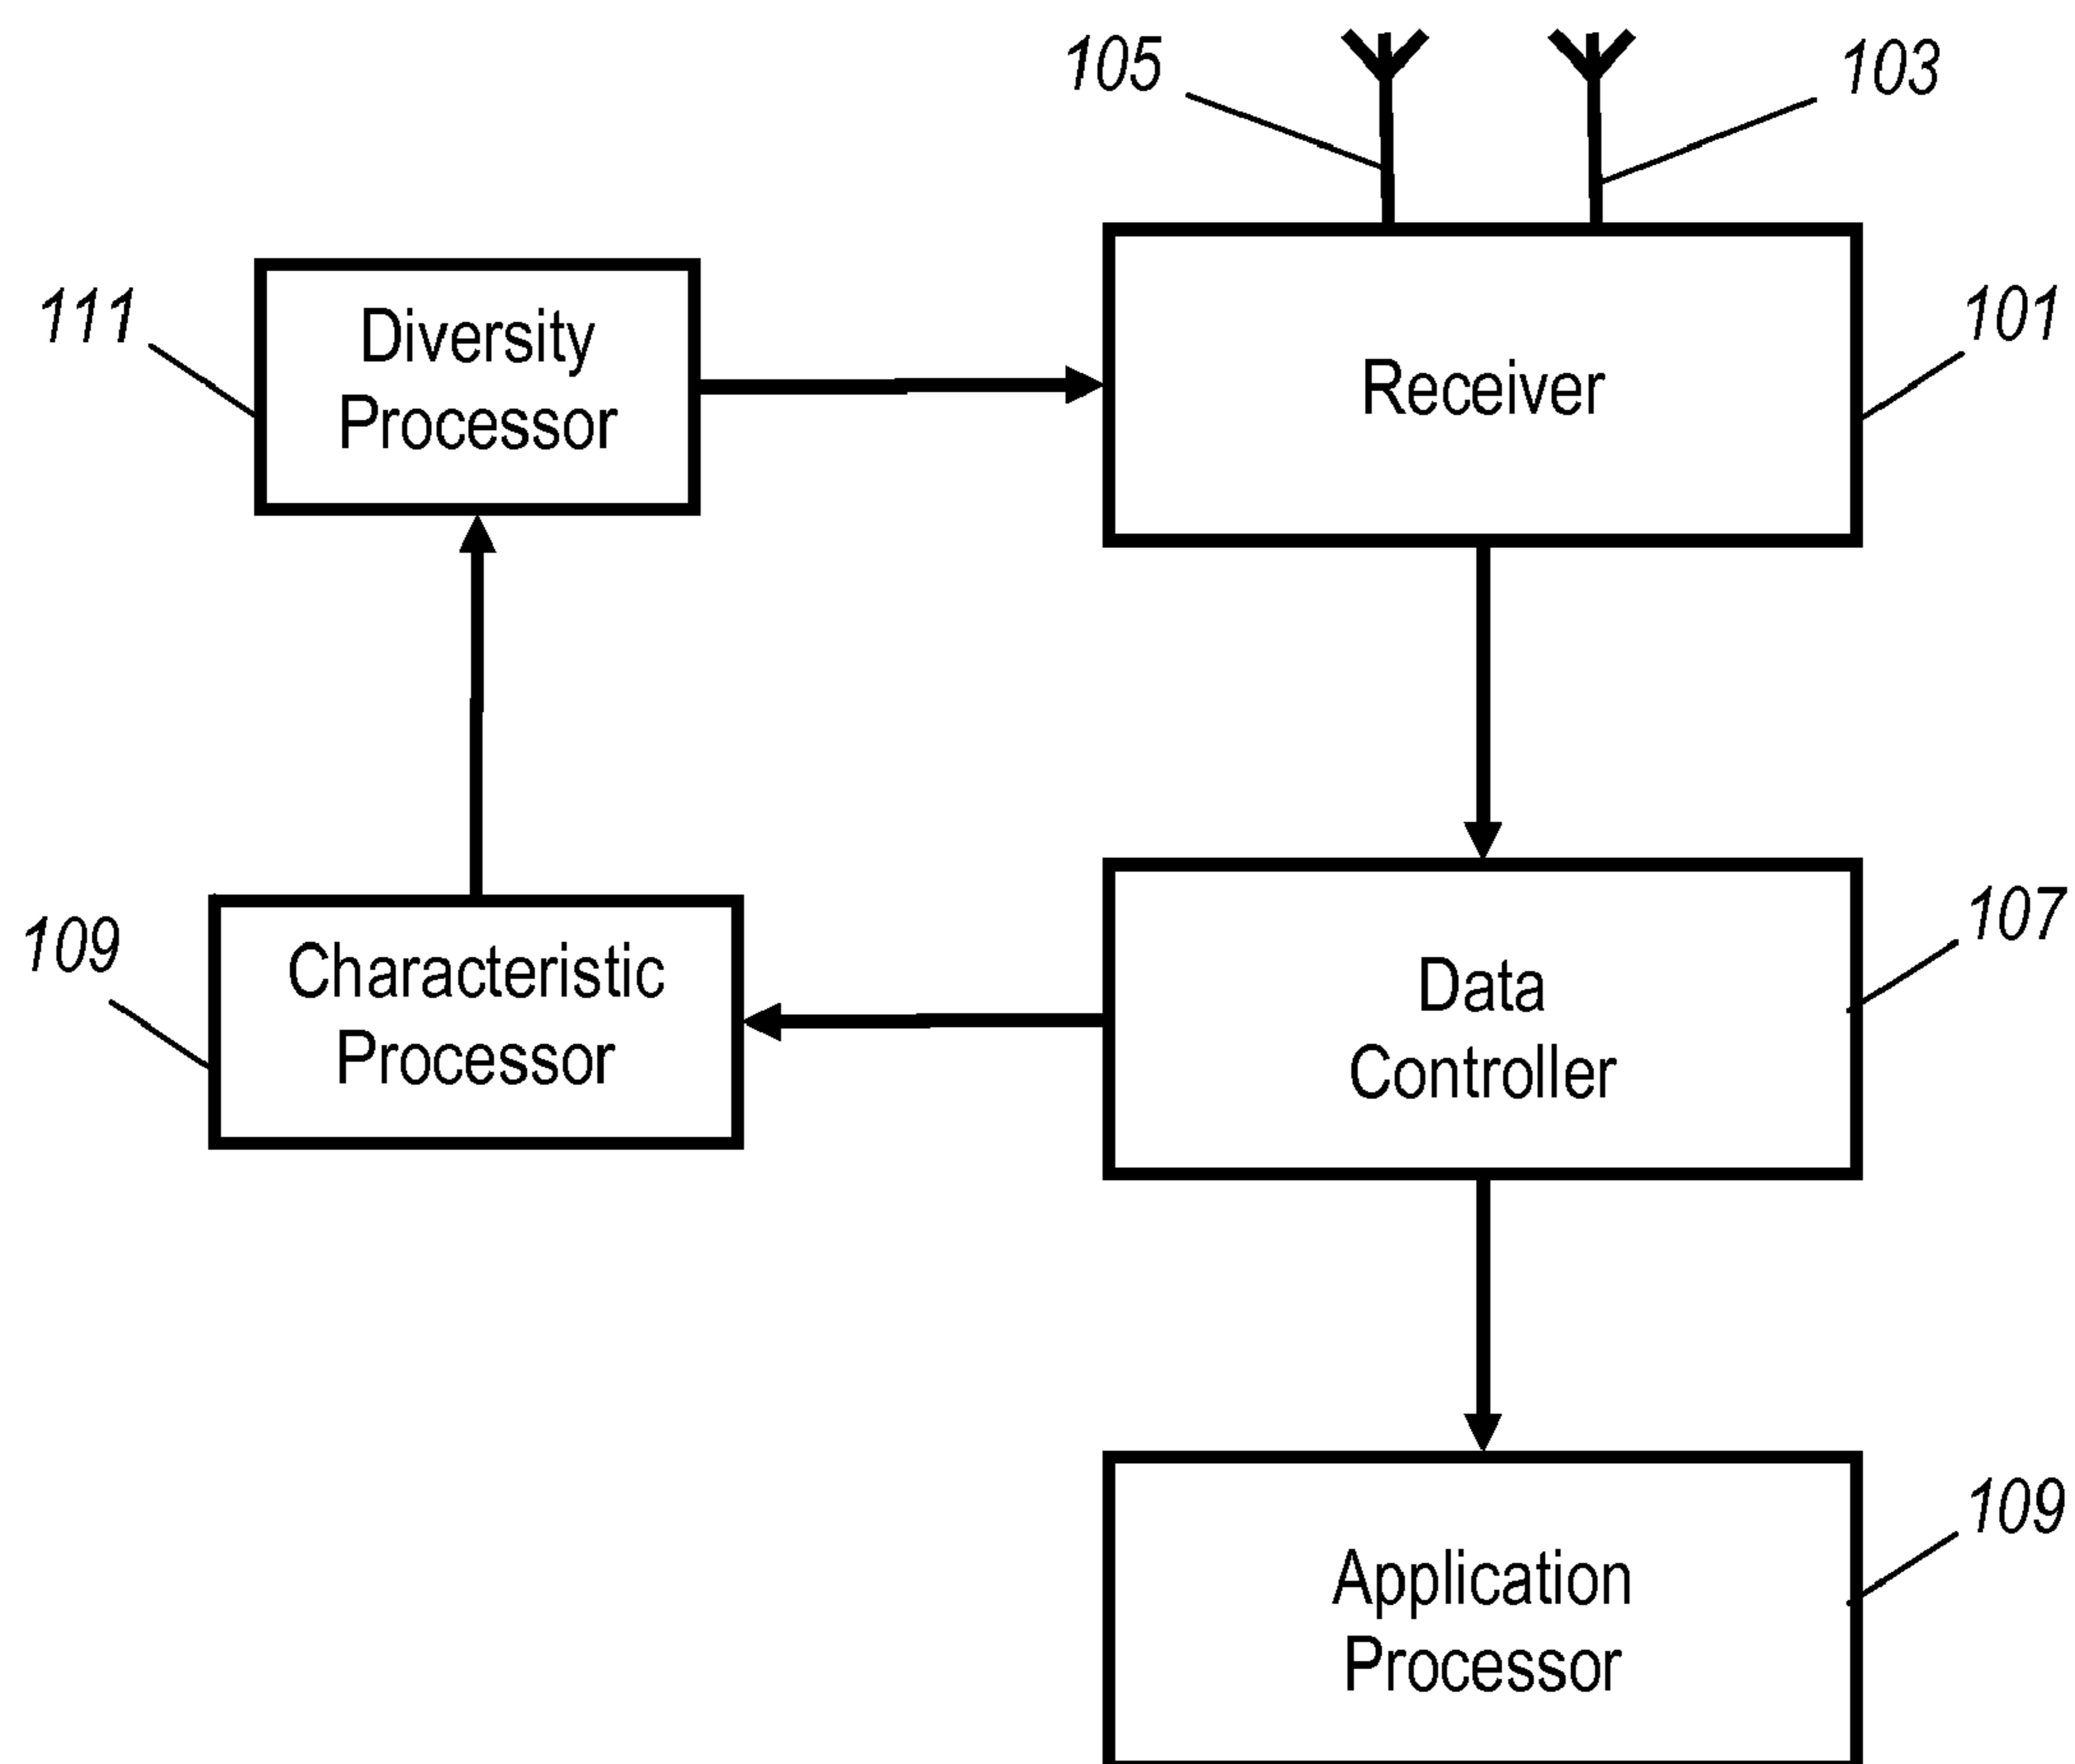 105
103
111
Diversity
Processor
Receiver
101
109
Characteristic
Processor
Data
Controller
107
Application
Processor
109